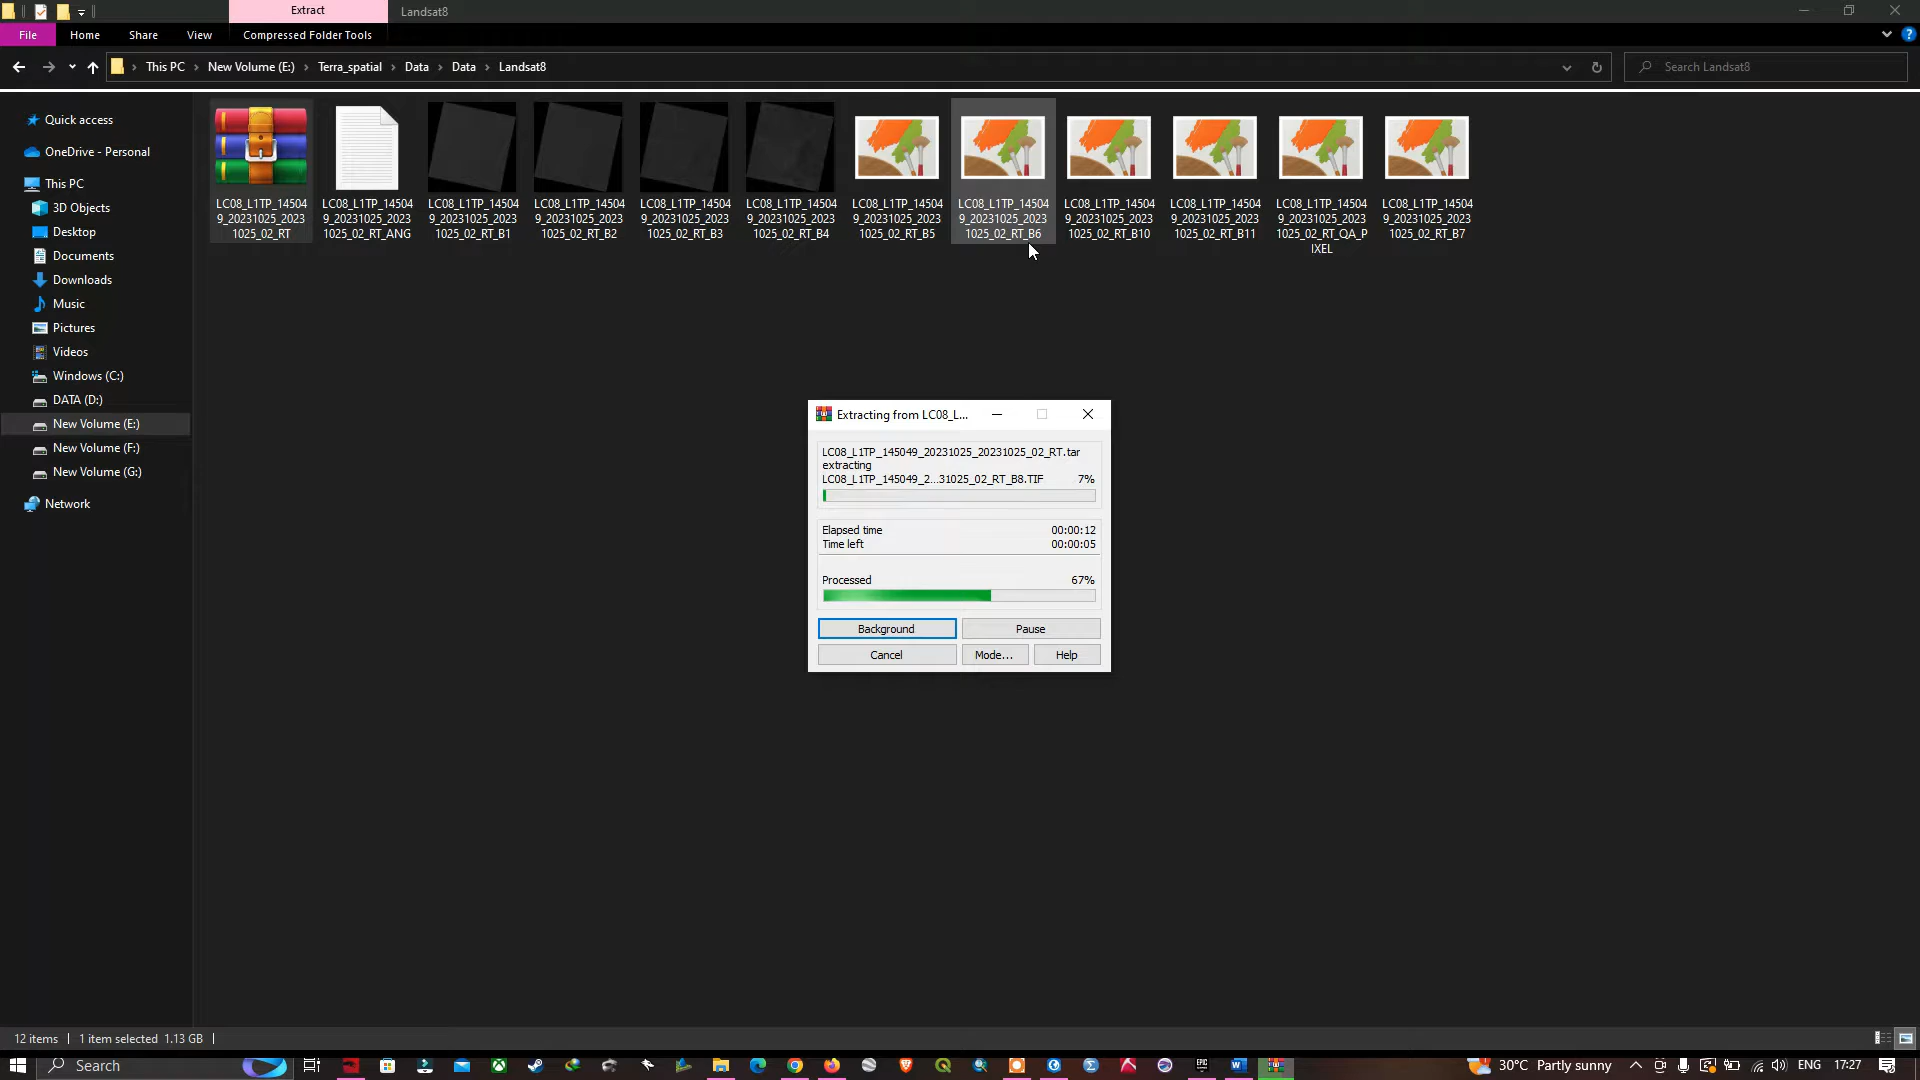 Extract
Landsat8
File
Home
Share
View
Compressed Folder Tools
This PC
New Volume (E:)
Terra_spatial
Data
Data
Landsat8
Search Landsat8
Quick access
OneDrive - Personal
This PC
3D Objects
Desktop
Documents
Downloads
Music
Pictures
Videos
Windows (C:)
DATA (D:)
New Volume (E:)
New Volume (F:)
New Volume (G:)
Network
LC08_L1TP_14504
9_20231025_2023
1025_02_RT
LC08_L1TP_14504
9_20231025_2023
1025_02_RT_ANG
LC08_L1TP_14504
9_20231025_2023
1025_02_RT_B1
LC08_L1TP_14504
9_20231025_2023
1025_02_RT_B2
LC08_L1TP_14504
9_20231025_2023
1025_02_RT_B3
LC08_L1TP_14504
9_20231025_2023
1025_02_RT_B4
LC08_L1TP_14504
9_20231025_2023
1025_02_RT_B5
LC08_L1TP_14504
9_20231025_2023
1025_02_RT_B6
LC08_L1TP_14504
9_20231025_2023
1025_02_RT_B10
LC08_L1TP_14504
9_20231025_2023
1025_02_RT_B11
LC08_L1TP_14504
9_20231025_2023
1025_02_RT_QA_P
IXEL
LC08_L1TP_14504
9_20231025_2023
1025_02_RT_B7
Extracting from LC08_L...
LC08_L1TP_145049_20231025_20231025_02_RT.tar
extracting
LC08_L1TP_145049_2...31025_02_RT_B8.TIF 7%
Elapsed time 00:00:12
Time left 00:00:05
Processed 67%
Background
Pause
Cancel
Mode...
Help
12 items
1 item selected 1.13 GB
Search
30°C Partly sunny
ENG
17:27